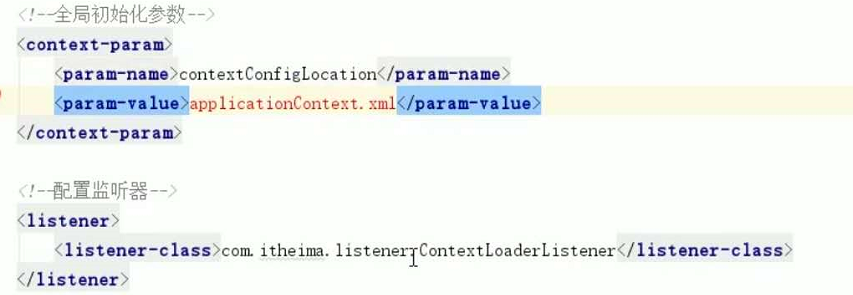 <!--全局初始化参数-->
<context-param>
<param-name>contextConfigLocation</param-name>
<param-value>applicationContext.xml</param-value>
</context-param>
<!--配置监听器-->
<listener>
<listener-class>com.itheima.listener.ContextLoaderListener</listener-class>
</listener>